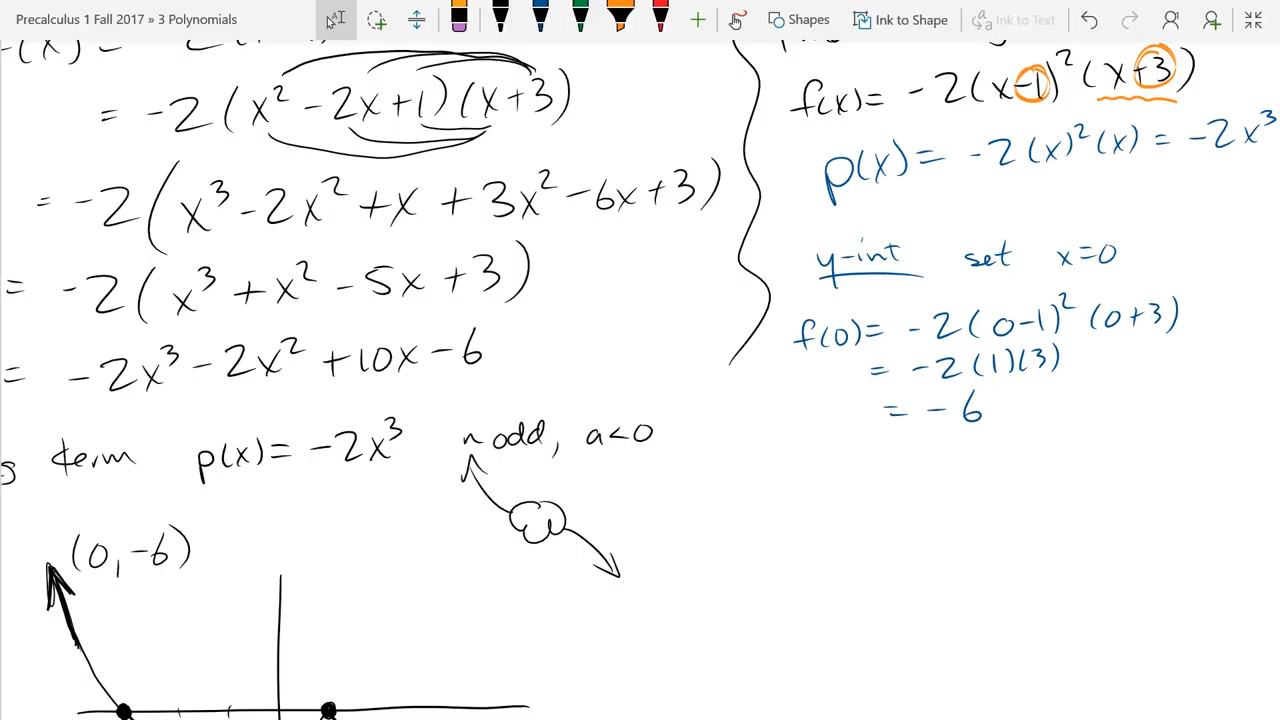 Precalculus 1 Fall 2017 » 3 Polynomials
Shapes
Ink to Shape
Ink to Text
= -2(x² - 2x + 1)(x + 3)
= -2(x³ - 2x² + x + 3x² - 6x + 3)
= -2(x³ + x² - 5x + 3)
= -2x³ - 2x² + 10x - 6
term p(x) = -2x³ n odd, a < 0
(0, -6)
f(x) = -2(x-1)²(x+3)
p(x) = -2(x)²(x) = -2x³
y-int set x=0
f(0) = -2(0-1)²(0+3)
= -2(1)(3)
= -6